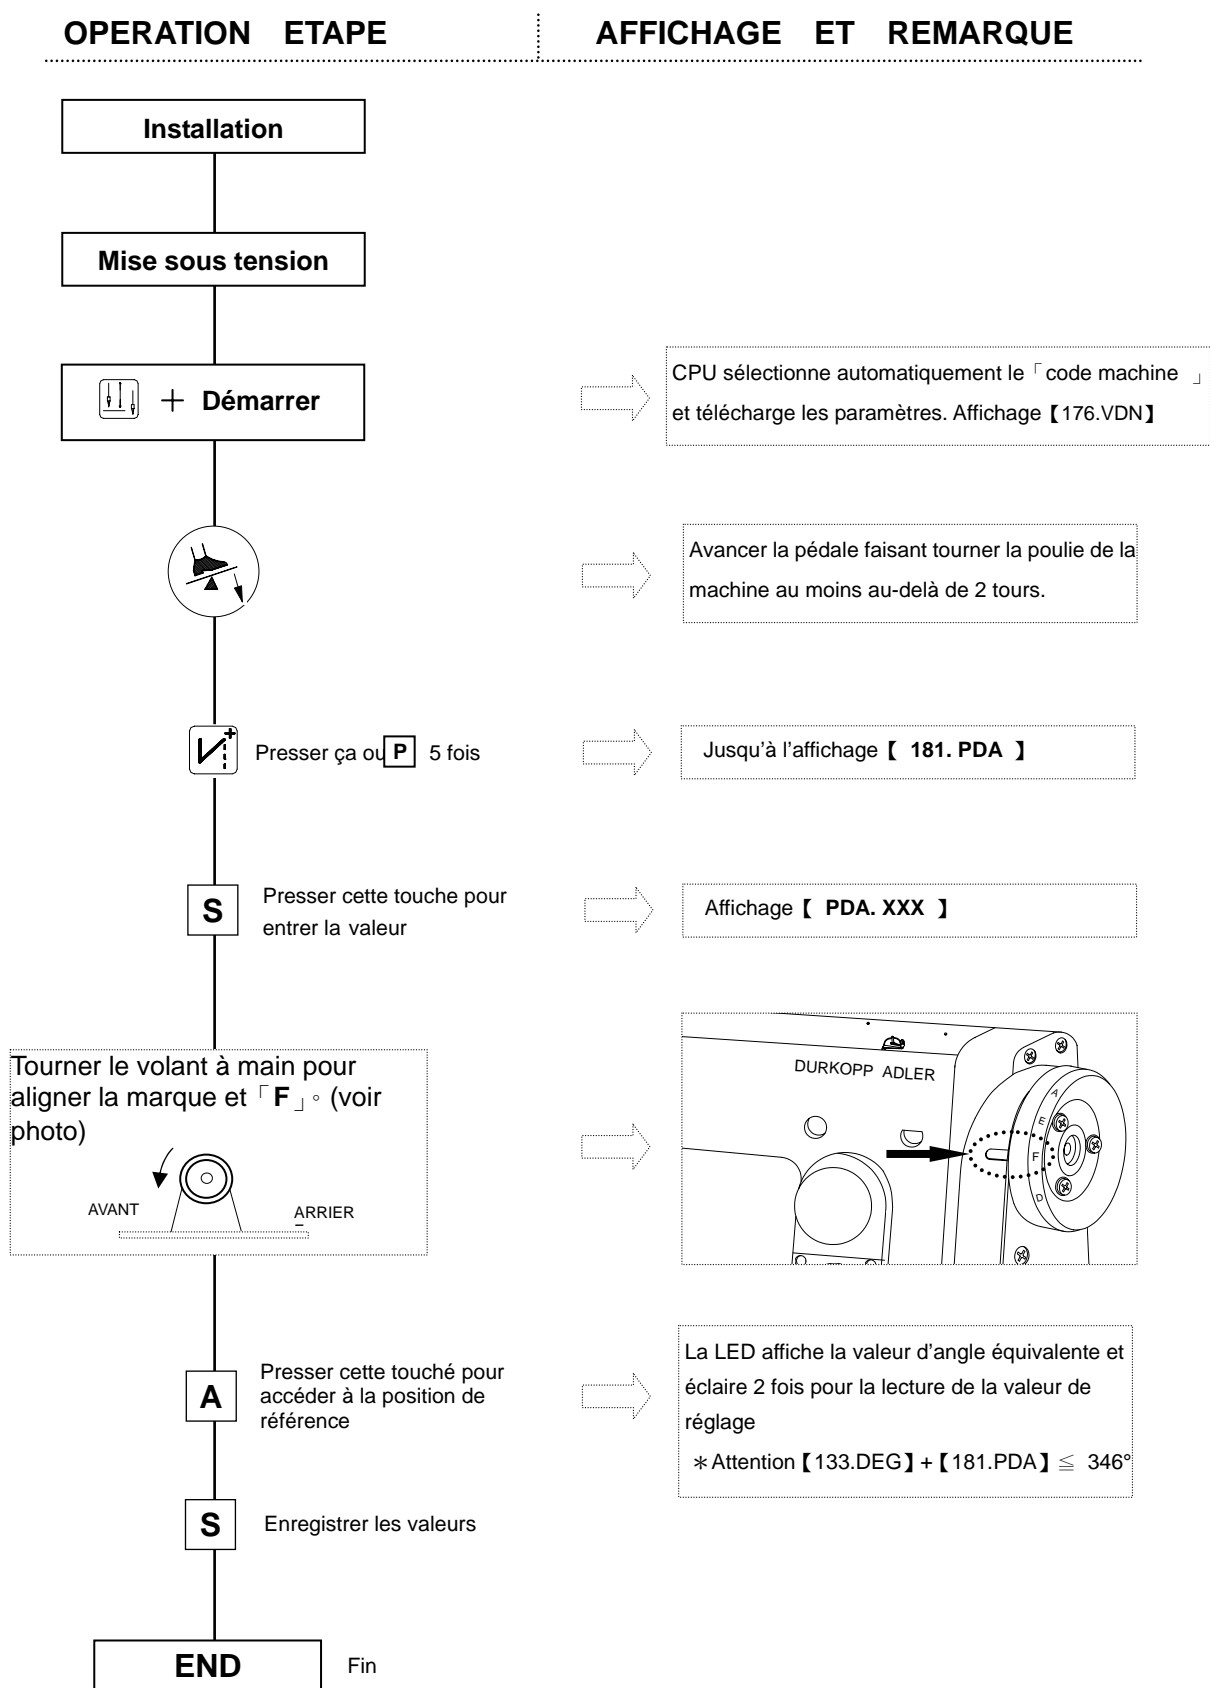 OPERATION ETAPE
AFFICHAGE ET REMARQUE
Installation
Mise sous tension
+ Démarrer
CPU sélectionne automatiquement le「code machine 」
et télécharge les paramètres. Affichage【176.VDN】
Avancer la pédale faisant tourner la poulie de la
machine au moins au-delà de 2 tours.
Presser ça ou P 5 fois
Jusqu'à l'affichage【 181. PDA 】
S
Presser cette touche pour
entrer la valeur
Affichage【 PDA. XXX 】
Tourner le volant à main pour
aligner la marque et「F」。(voir
photo)
AVANT
ARRIER
DURKOPP ADLER
A
E
F
D
A
Presser cette touché pour
accéder à la position de
référence
La LED affiche la valeur d'angle équivalente et
éclaire 2 fois pour la lecture de la valeur de
réglage
＊Attention【133.DEG】+【181.PDA】≦ 346°
S
Enregistrer les valeurs
END
Fin